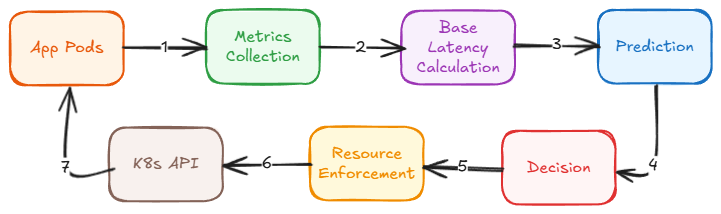 App Pods
1
Metrics
Collection
2
Base
Latency
Calculation
3
Prediction
4
Decision
5
Resource
Enforcement
6
K8s API
7